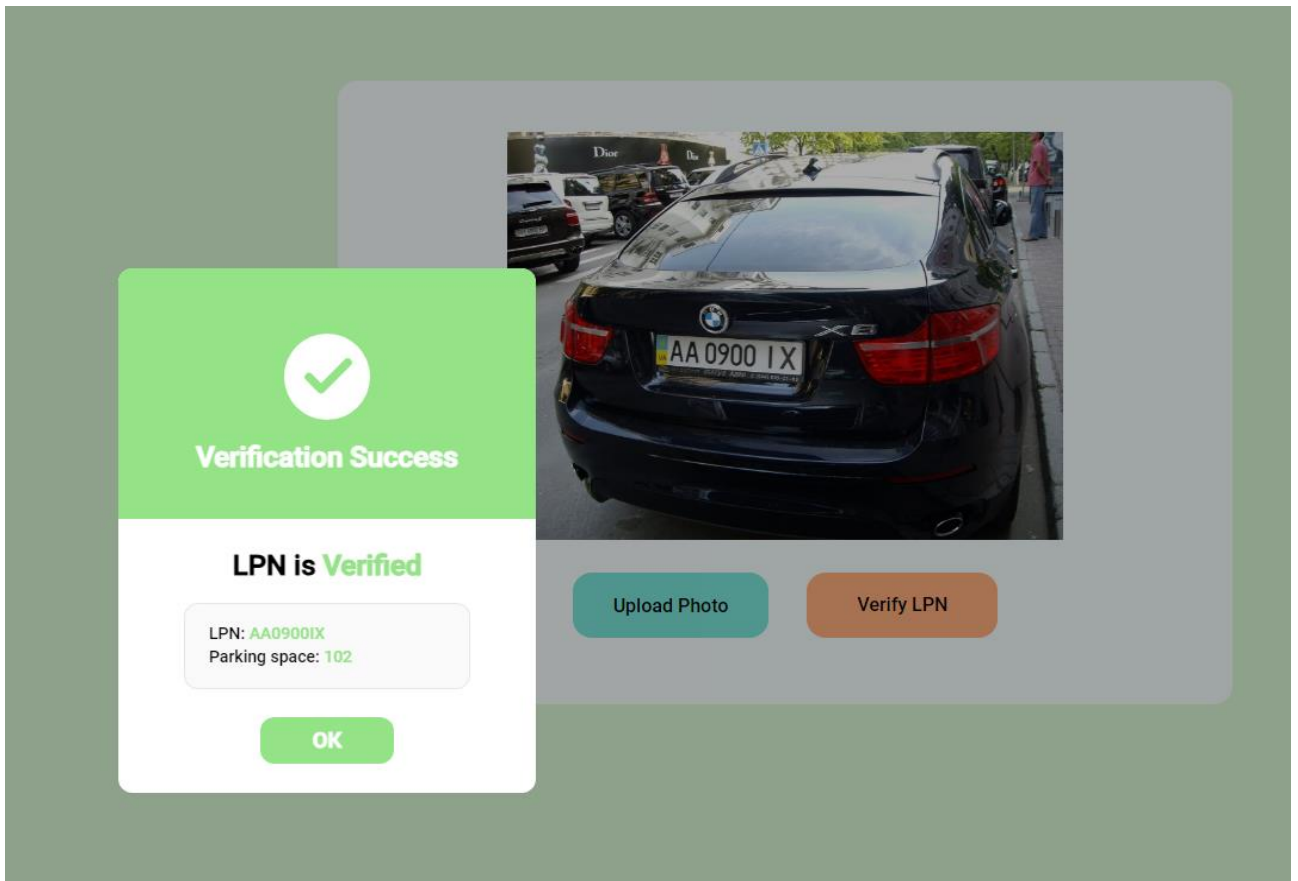 Dior
AA 0900 IX
X6
UA
Verification Success
LPN is Verified
LPN: AA0900IX
Parking space: 102
OK
Upload Photo
Verify LPN